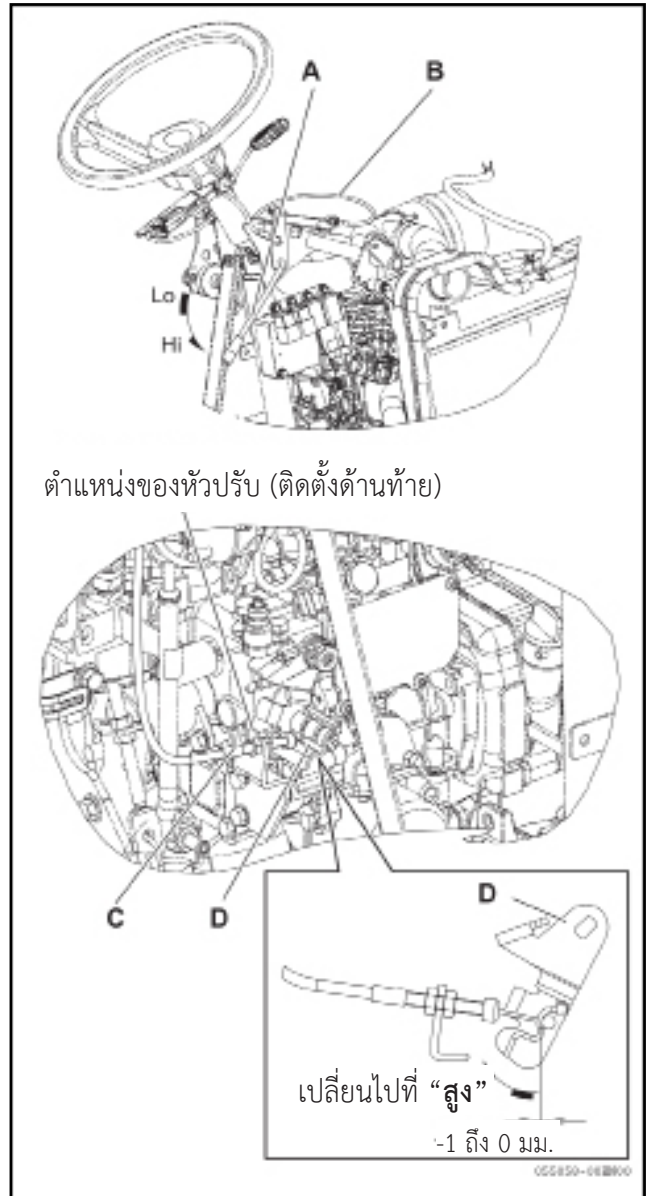 A
B
Lo
Hi
ตำแหน่งของหัวปรับ (ติดตั้งด้านท้าย)
C
D
D
เปลี่ยนไปที่ “สูง”
-1 ถึง 0 มม.